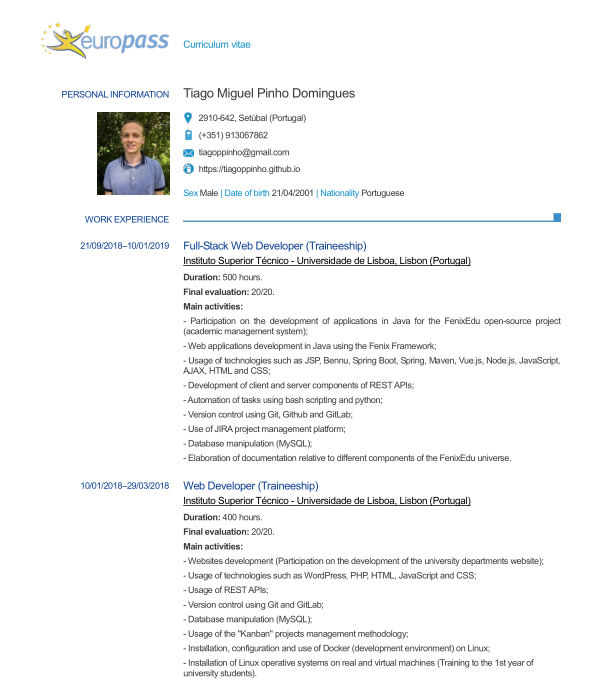 europass
Curriculum vitae
PERSONAL INFORMATION
Tiago Miguel Pinho Domingues
2910-642, Setúbal (Portugal)
(+351) 913067862
tiagoppinho@gmail.com
https://tiagoppinho.github.io
Sex Male | Date of birth 21/04/2001 | Nationality Portuguese
WORK EXPERIENCE
21/09/2018–10/01/2019
Full-Stack Web Developer (Traineeship)
Instituto Superior Técnico - Universidade de Lisboa, Lisbon (Portugal)
Duration: 500 hours.
Final evaluation: 20/20.
Main activities:
- Participation on the development of applications in Java for the FenixEdu open-source project
(academic management system);
- Web applications development in Java using the Fenix Framework;
- Usage of technologies such as JSP, Bennu, Spring Boot, Spring, Maven, Vue.js, Node.js, JavaScript,
AJAX, HTML and CSS;
- Development of client and server components of REST APIs;
- Automation of tasks using bash scripting and python;
- Version control using Git, Github and GitLab;
- Use of JIRA project management platform;
- Database manipulation (MySQL);
- Elaboration of documentation relative to different components of the FenixEdu universe.
10/01/2018–29/03/2018
Web Developer (Traineeship)
Instituto Superior Técnico - Universidade de Lisboa, Lisbon (Portugal)
Duration: 400 hours.
Final evaluation: 20/20.
Main activities:
- Websites development (Participation on the development of the university departments website);
- Usage of technologies such as WordPress, PHP, HTML, JavaScript and CSS;
- Usage of REST APIs;
- Version control using Git and GitLab;
- Database manipulation (MySQL);
- Usage of the "Kanban" projects management methodology;
- Installation, configuration and use of Docker (development environment) on Linux;
- Installation of Linux operative systems on real and virtual machines (Training to the 1st year of
university students).